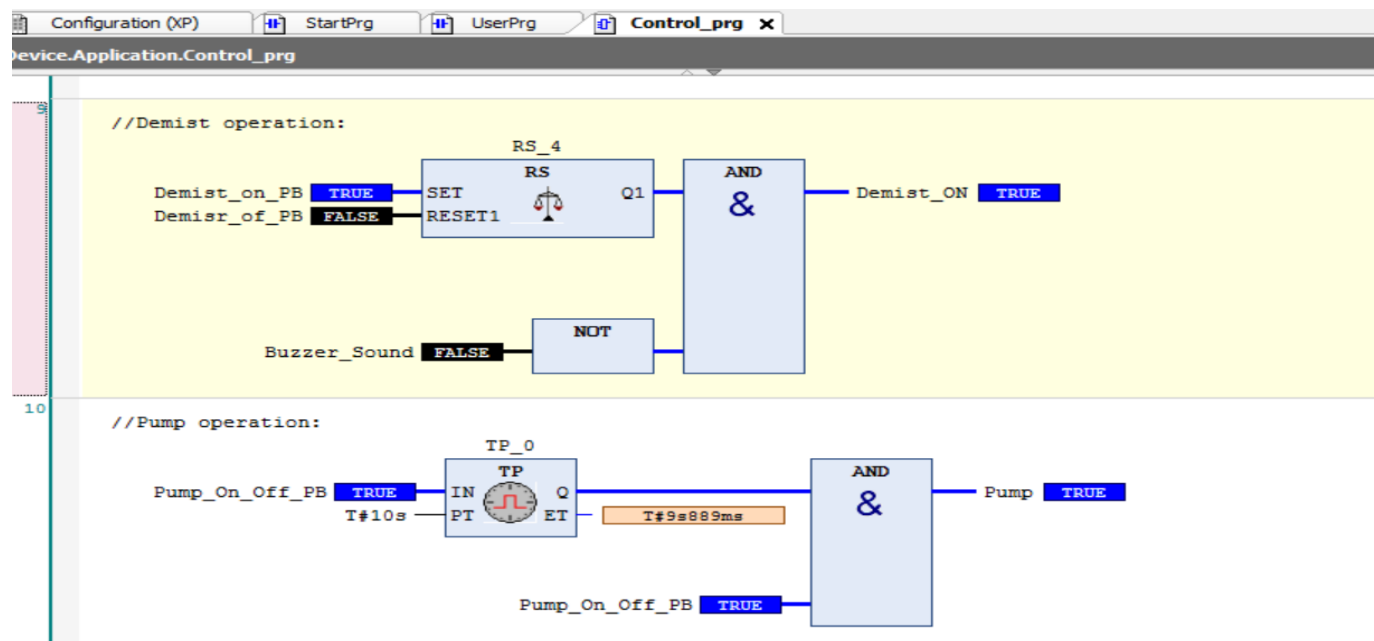 Configuration (XP) StartPrg UserPrg Control_prg X
Device.Application.Control_prg
9
//Demist operation:
RS_4
RS AND
Demist_on_PB TRUE SET Q1 & Demist_ON TRUE
Demisr_of_PB FALSE RESET1
NOT
Buzzer_Sound FALSE
10
//Pump operation:
TP_0
TP AND
Pump_On_Off_PB TRUE IN Q & Pump TRUE
T#10s PT ET T#9s889ms
Pump_On_Off_PB TRUE